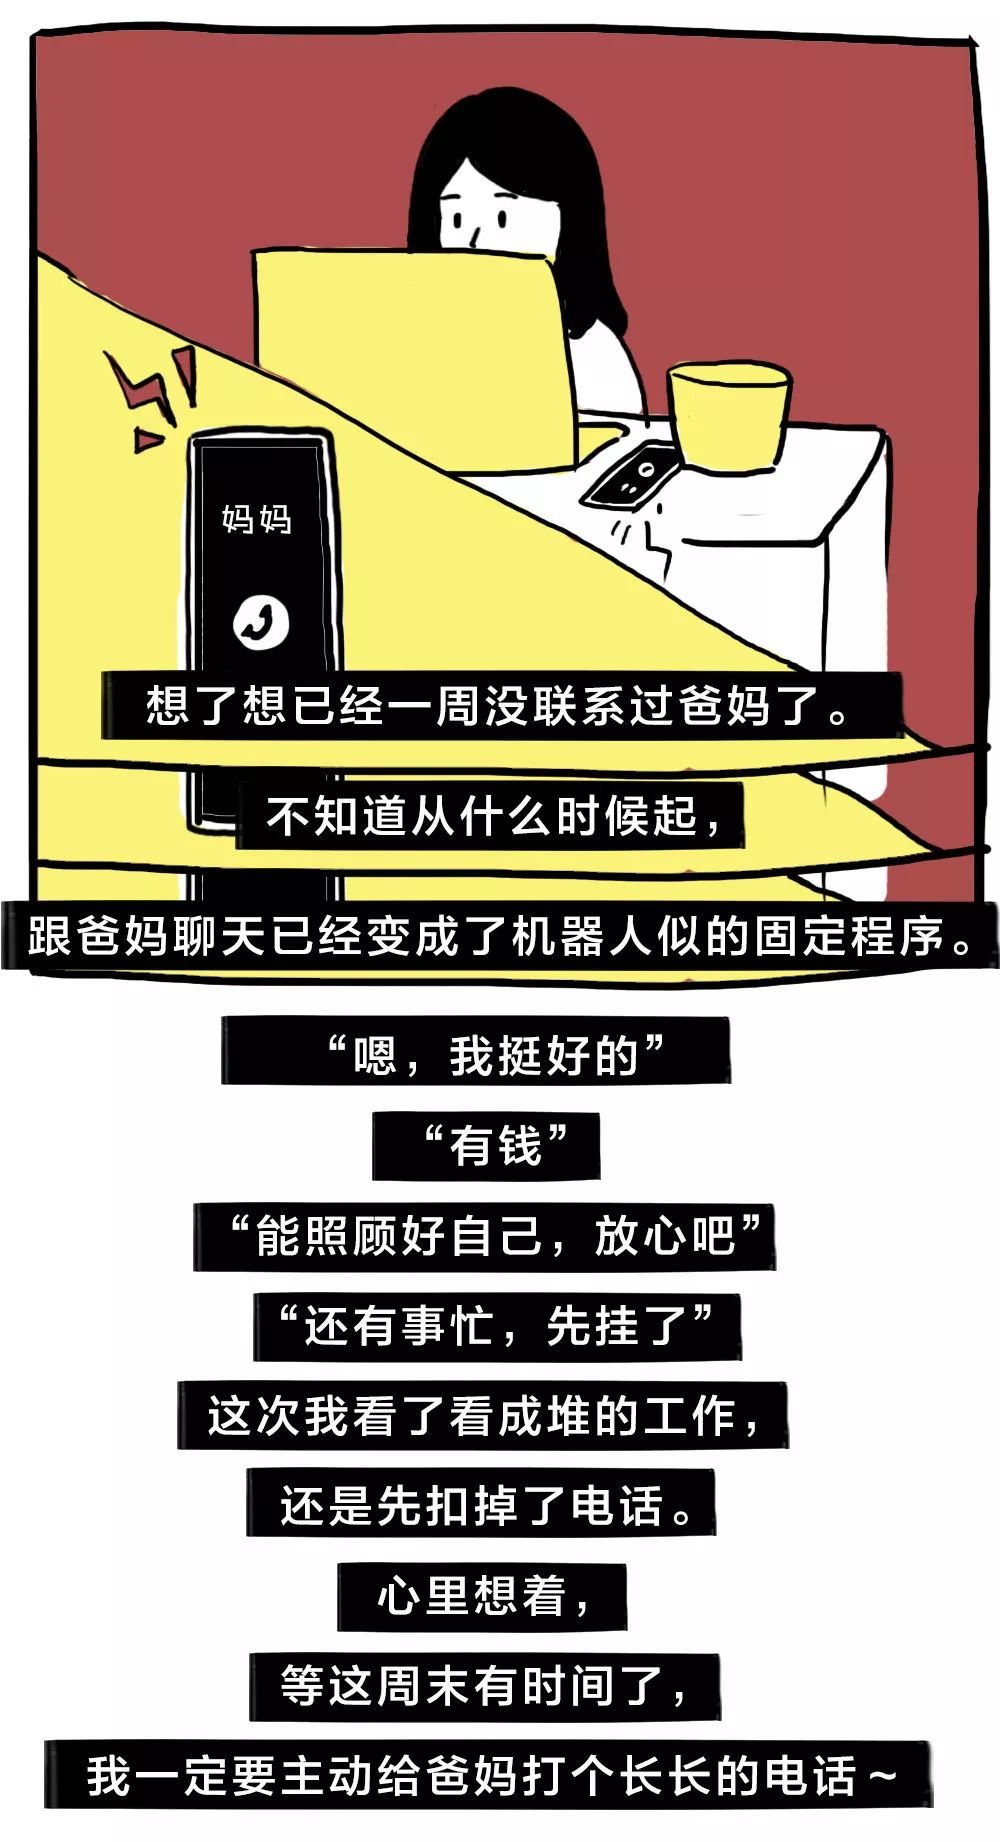 妈妈
想了想已经一周没联系过爸妈了。
不知道从什么时候起，
跟爸妈聊天已经变成了机器人似的固定程序。
“嗯，我挺好的”
“有钱”
“能照顾好自己，放心吧”
“还有事忙，先挂了”
这次我看了看成堆的工作，
还是先扣掉了电话。
心里想着，
等这周末有时间了，
我一定要主动给爸妈打个长长的电话～